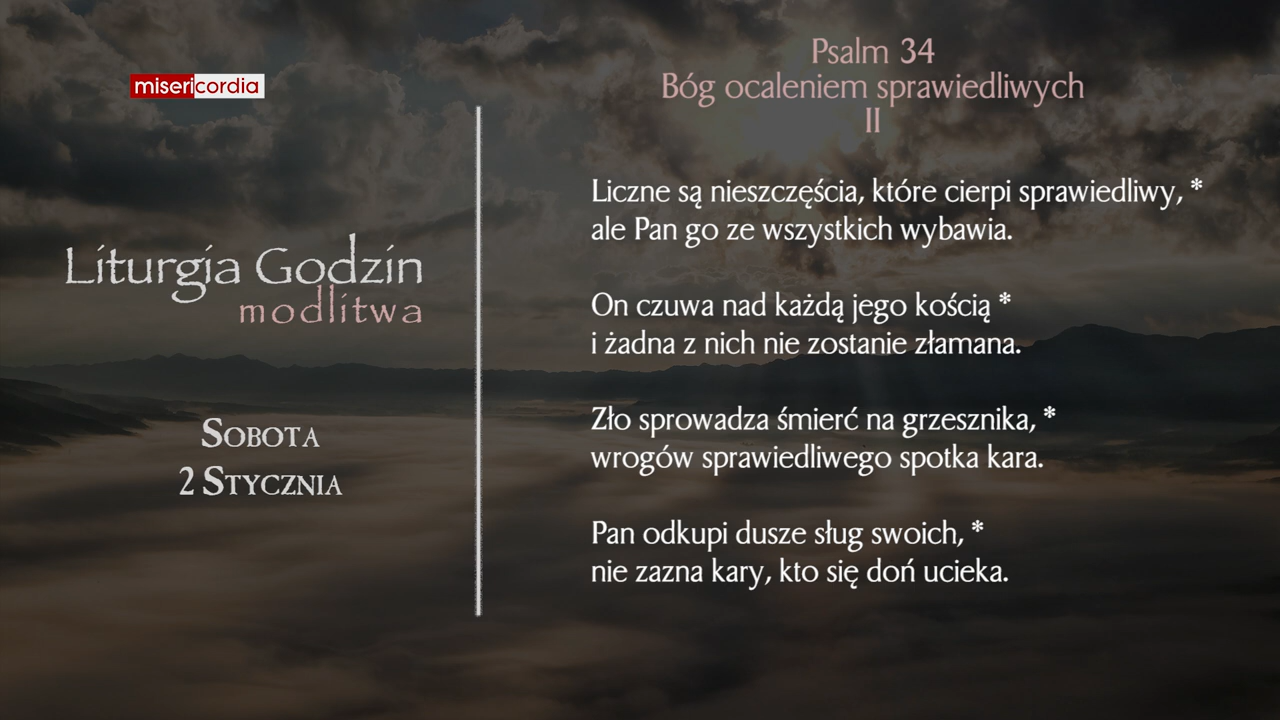 misericordia
Liturgia Godzin
modlitwa
Sobota
2 Stycznia
Psalm 34
Bóg ocaleniem sprawiedliwych
II
Liczne są nieszczęścia, które cierpi sprawiedliwy, *
ale Pan go ze wszystkich wybawia.
On czuwa nad każdą jego kością *
i żadna z nich nie zostanie złamana.
Zło sprowadza śmierć na grzesznika, *
wrogów sprawiedliwego spotka kara.
Pan odkupi dusze sług swoich, *
nie zazna kary, kto się doń ucieka.